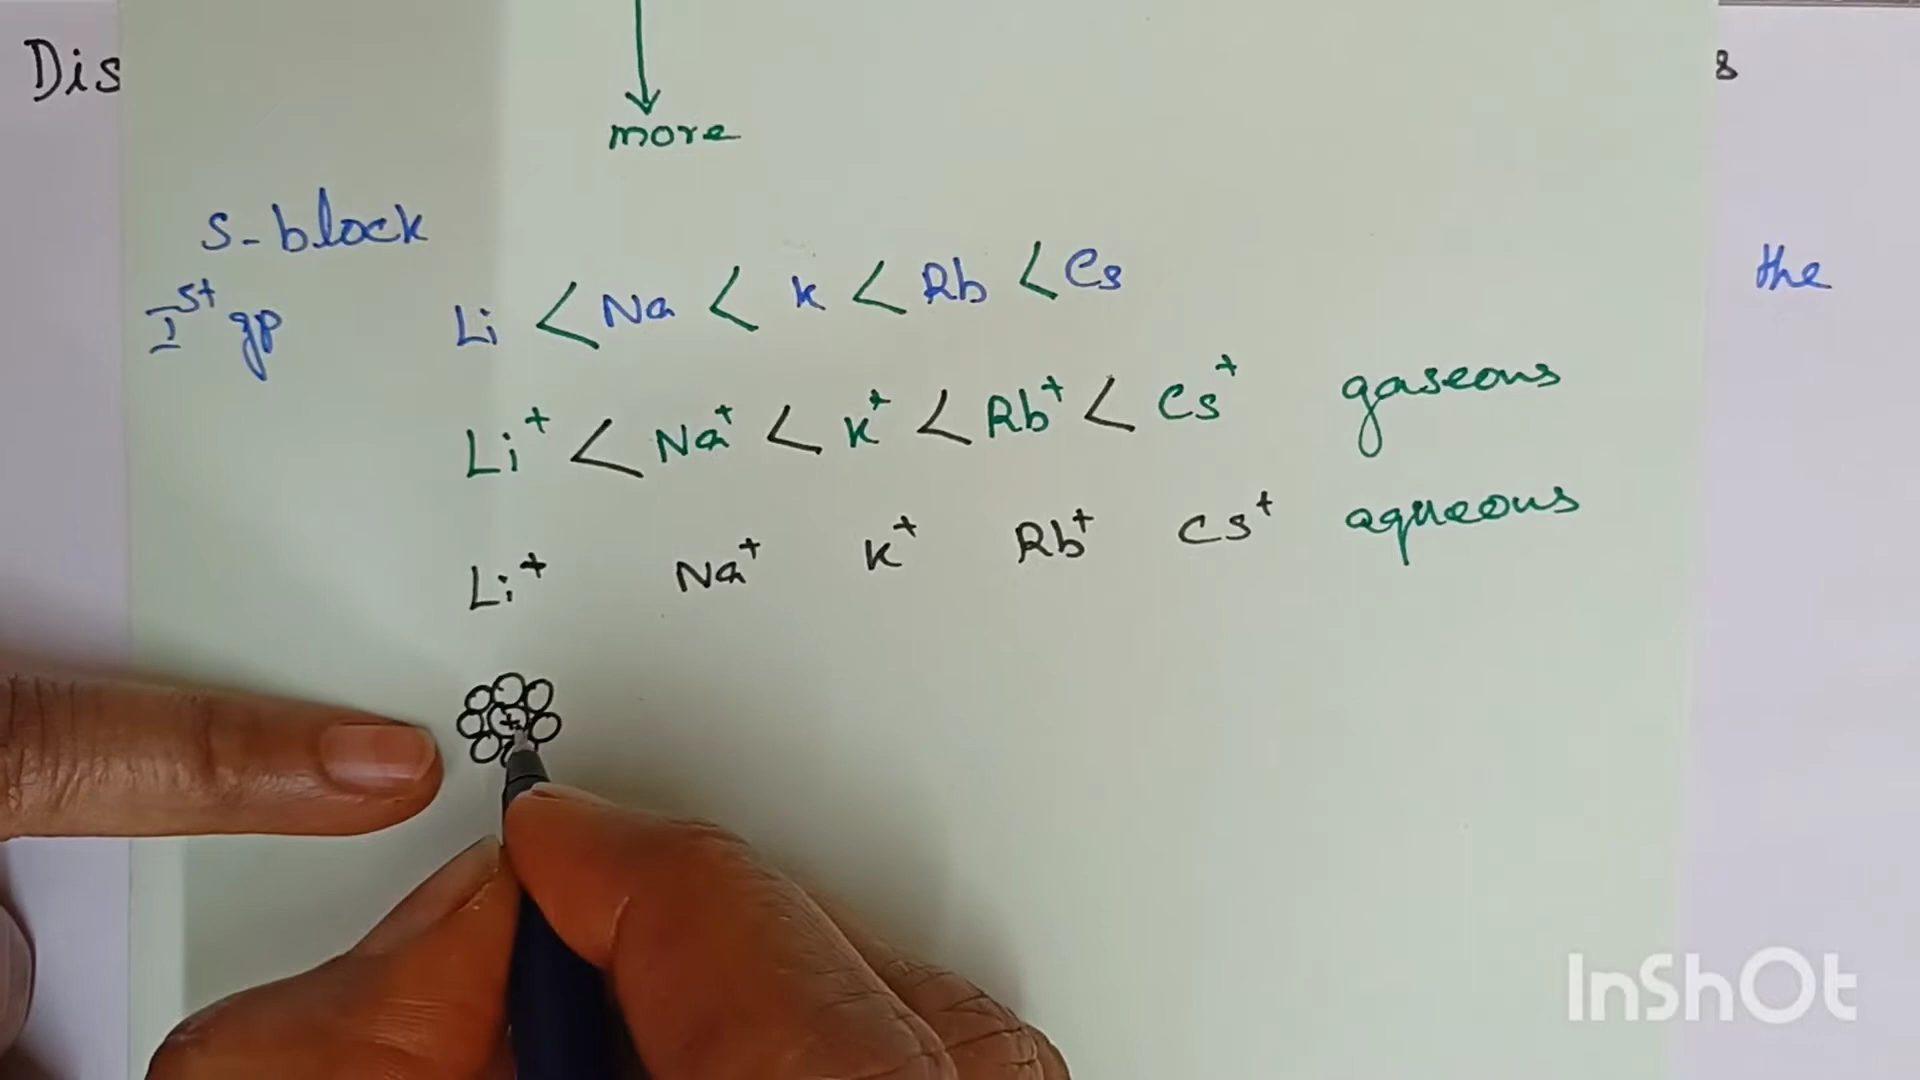 Dis
s
more
s-block
the
Ist gp Li < Na < K < Rb < Cs
Li+ < Na+ < K+ < Rb+ < Cs+ gaseous
Li+ Na+ K+ Rb+ Cs+ aqueous
+
InShOt